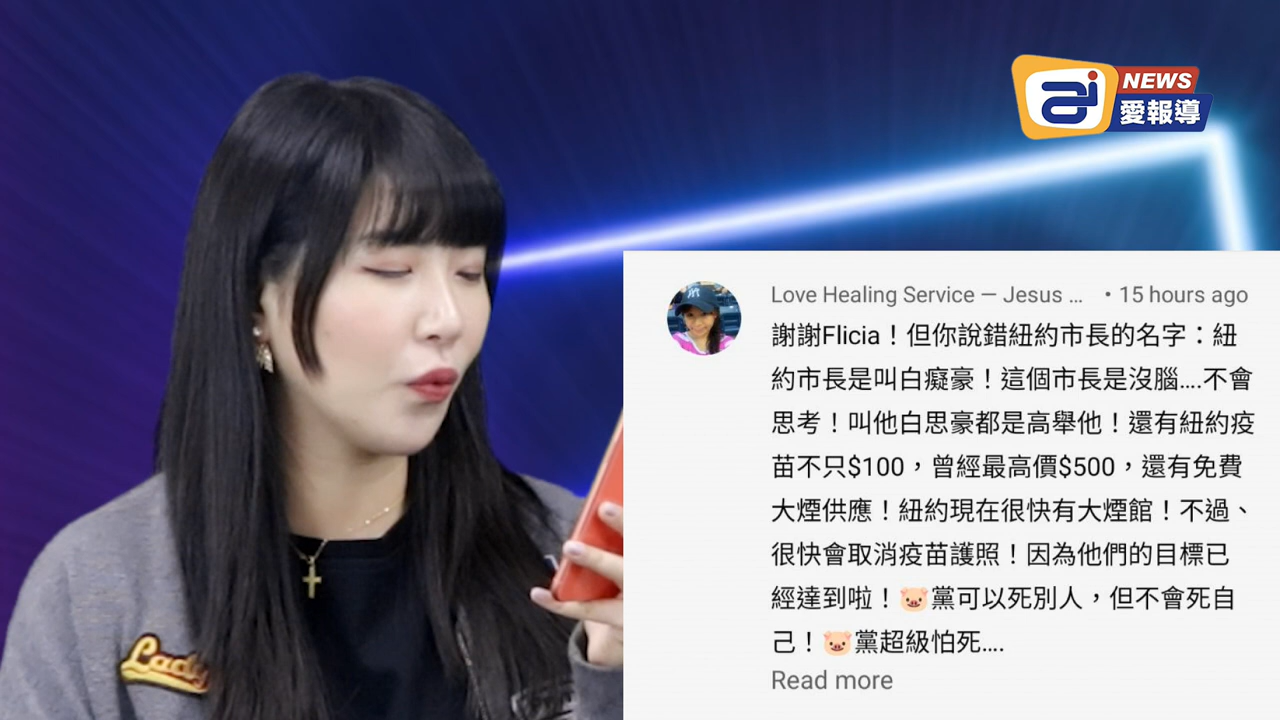 ai NEWS
愛報導
Love Healing Service — Jesus ... • 15 hours ago
謝謝Flicia！但你說錯紐約市長的名字：紐
約市長是叫白癡豪！這個市長是沒腦....不會
思考！叫他白思豪都是高舉他！還有紐約疫
苗不只$100，曾經最高價$500，還有免費
大煙供應！紐約現在很快有大煙館！不過、
很快會取消疫苗護照！因為他們的目標已
經達到啦！🐷黨可以死別人，但不會死自
己！🐷黨超級怕死....
Read more
Lady